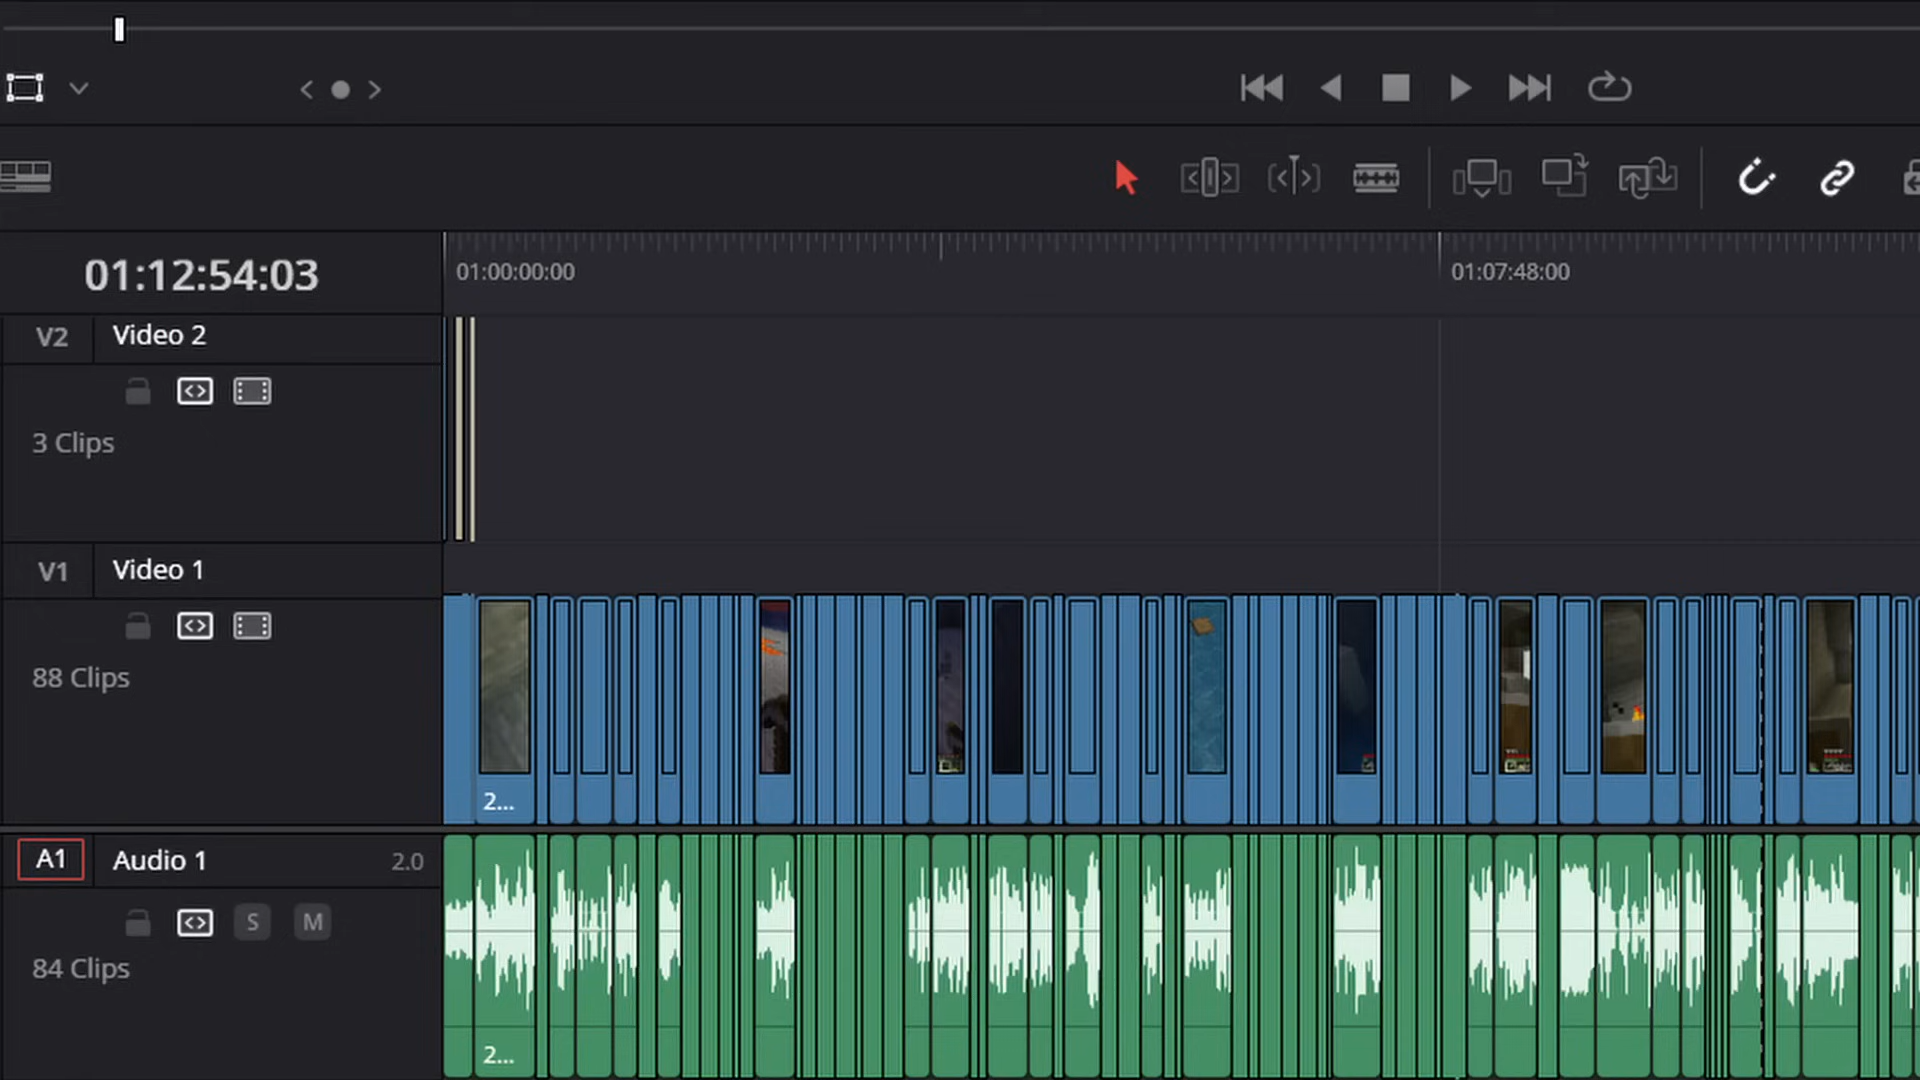 01:12:54:03
01:00:00:00
01:07:48:00
V2 Video 2
3 Clips
V1 Video 1
88 Clips
2...
A1 Audio 1 2.0
S M
84 Clips
2...